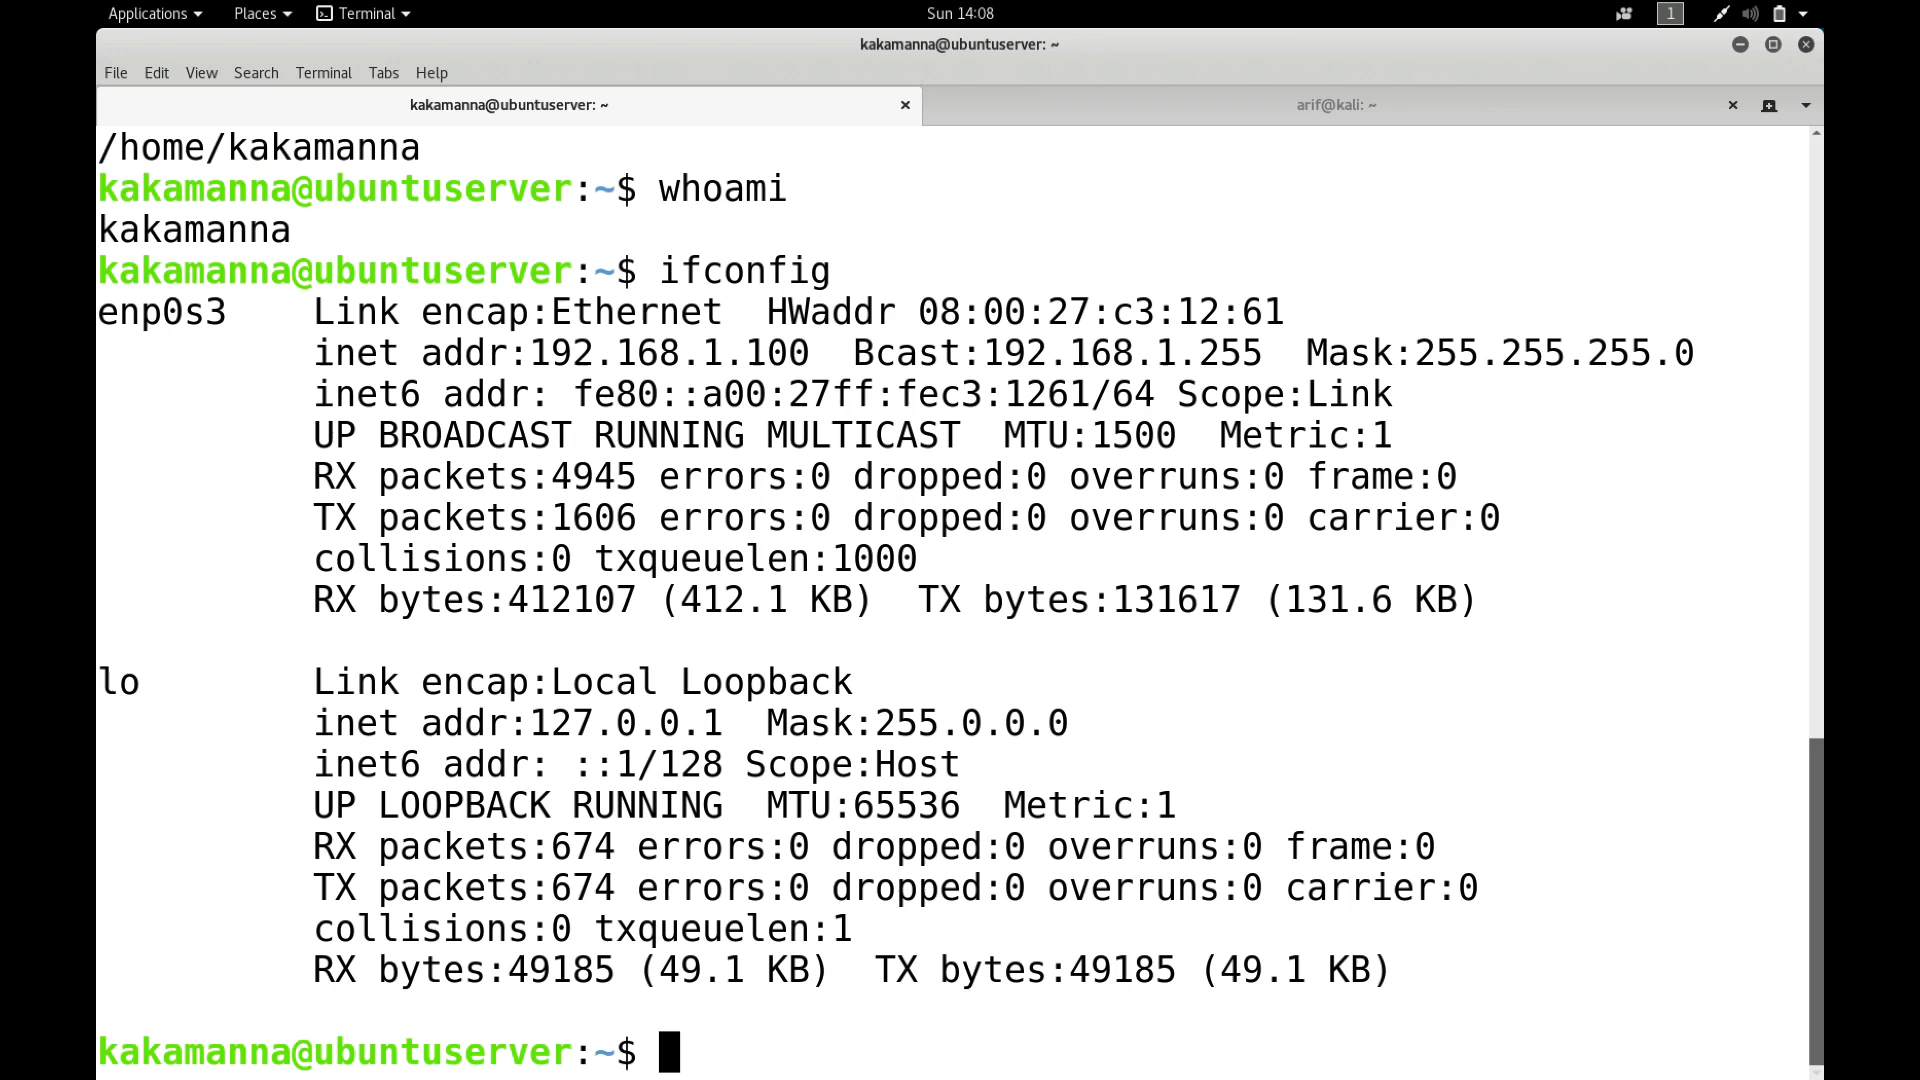 Applications Places Terminal Sun 14:08 1
kakamanna@ubuntuserver: ~
File Edit View Search Terminal Tabs Help
kakamanna@ubuntuserver: ~ arif@kali: ~
/home/kakamanna
kakamanna@ubuntuserver:~$ whoami
kakamanna
kakamanna@ubuntuserver:~$ ifconfig
enp0s3    Link encap:Ethernet  HWaddr 08:00:27:c3:12:61
          inet addr:192.168.1.100  Bcast:192.168.1.255  Mask:255.255.255.0
          inet6 addr: fe80::a00:27ff:fec3:1261/64 Scope:Link
          UP BROADCAST RUNNING MULTICAST  MTU:1500  Metric:1
          RX packets:4945 errors:0 dropped:0 overruns:0 frame:0
          TX packets:1606 errors:0 dropped:0 overruns:0 carrier:0
          collisions:0 txqueuelen:1000
          RX bytes:412107 (412.1 KB)  TX bytes:131617 (131.6 KB)
lo        Link encap:Local Loopback
          inet addr:127.0.0.1  Mask:255.0.0.0
          inet6 addr: ::1/128 Scope:Host
          UP LOOPBACK RUNNING  MTU:65536  Metric:1
          RX packets:674 errors:0 dropped:0 overruns:0 frame:0
          TX packets:674 errors:0 dropped:0 overruns:0 carrier:0
          collisions:0 txqueuelen:1
          RX bytes:49185 (49.1 KB)  TX bytes:49185 (49.1 KB)
kakamanna@ubuntuserver:~$